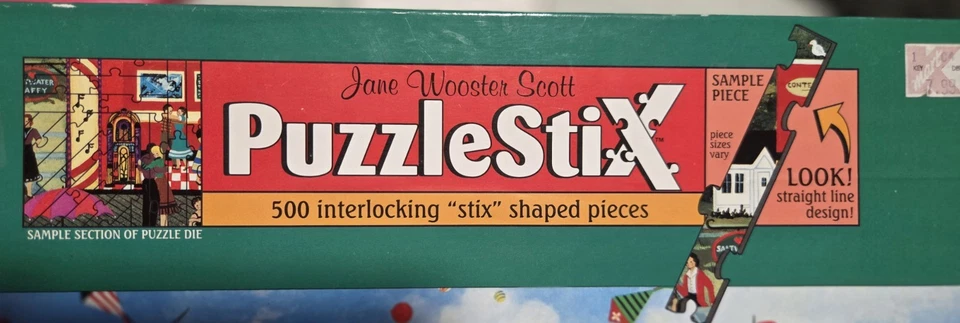 Jane Wooster Scott
PuzzleStiX™
500 interlocking "stix" shaped pieces
SAMPLE SECTION OF PUZZLE DIE
SAMPLE
PIECE
piece
sizes
vary
LOOK!
straight line
design!